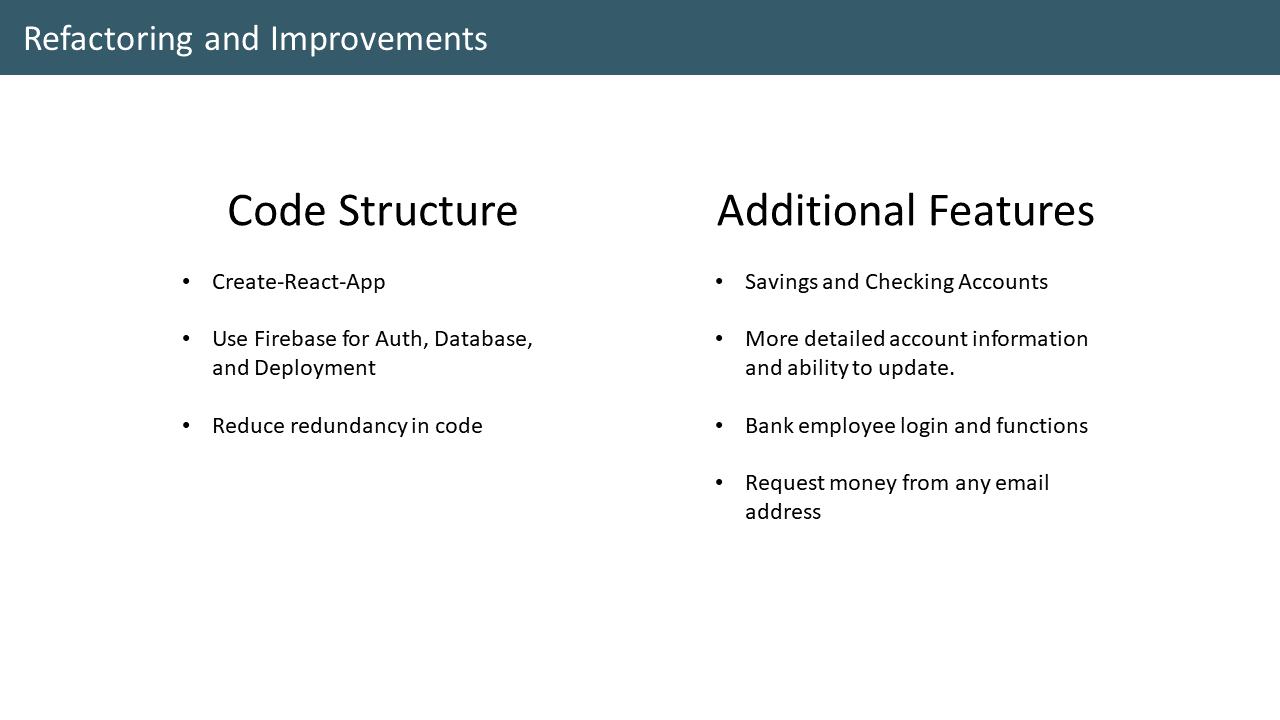 Refactoring and Improvements
Code Structure
• Create-React-App
• Use Firebase for Auth, Database,
and Deployment
• Reduce redundancy in code
Additional Features
• Savings and Checking Accounts
• More detailed account information
and ability to update.
• Bank employee login and functions
• Request money from any email
address